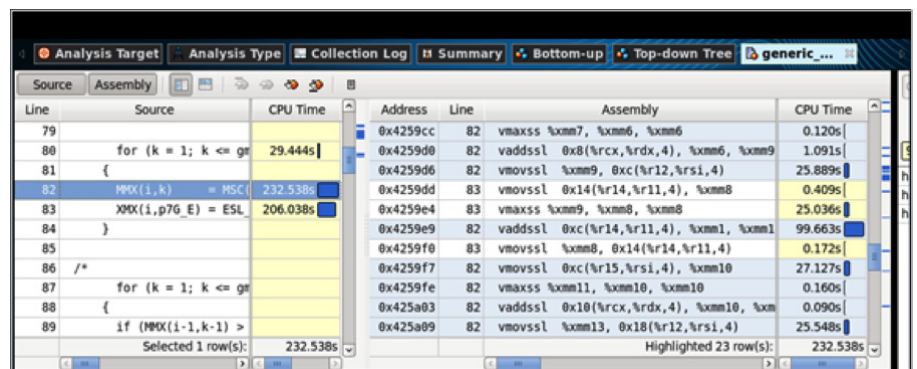 Analysis Target Analysis Type Collection Log Summary Bottom-up Top-down Tree generic_...
Source Assembly
Line Source CPU Time Address Line Assembly CPU Time
79 0x4259cc 82 vmaxss %xmm7, %xmm6, %xmm6 0.120s
80 for (k = 1; k <= gm 29.444s 0x4259d0 82 vaddssl 0x8(%rcx,%rdx,4), %xmm6, %xmm9 1.091s
81 { 0x4259d6 82 vmovssl %xmm9, 0xc(%r12,%rsi,4) 25.889s
82 MMX(i,k) = MSC( 232.538s 0x4259dd 83 vmovssl 0x14(%r14,%r11,4), %xmm8 0.409s
83 XMX(i,p7G_E) = ESL_ 206.038s 0x4259e4 83 vmaxss %xmm9, %xmm8, %xmm8 25.036s
84 } 0x4259e9 82 vaddssl 0xc(%r14,%r11,4), %xmm1, %xmm1 99.663s
85 0x4259f0 83 vmovssl %xmm8, 0x14(%r14,%r11,4) 0.172s
86 /* 0x4259f7 82 vmovssl 0xc(%r15,%rsi,4), %xmm10 27.127s
87 for (k = 1; k <= gm 0x4259fe 82 vmaxss %xmm11, %xmm10, %xmm10 0.160s
88 { 0x425a03 82 vaddssl 0x10(%rcx,%rdx,4), %xmm10, %xm 0.090s
89 if (MMX(i-1,k-1) > 0x425a09 82 vmovssl %xmm13, 0x18(%r12,%rsi,4) 25.548s
Selected 1 row(s): 232.538s Highlighted 23 row(s): 232.538s